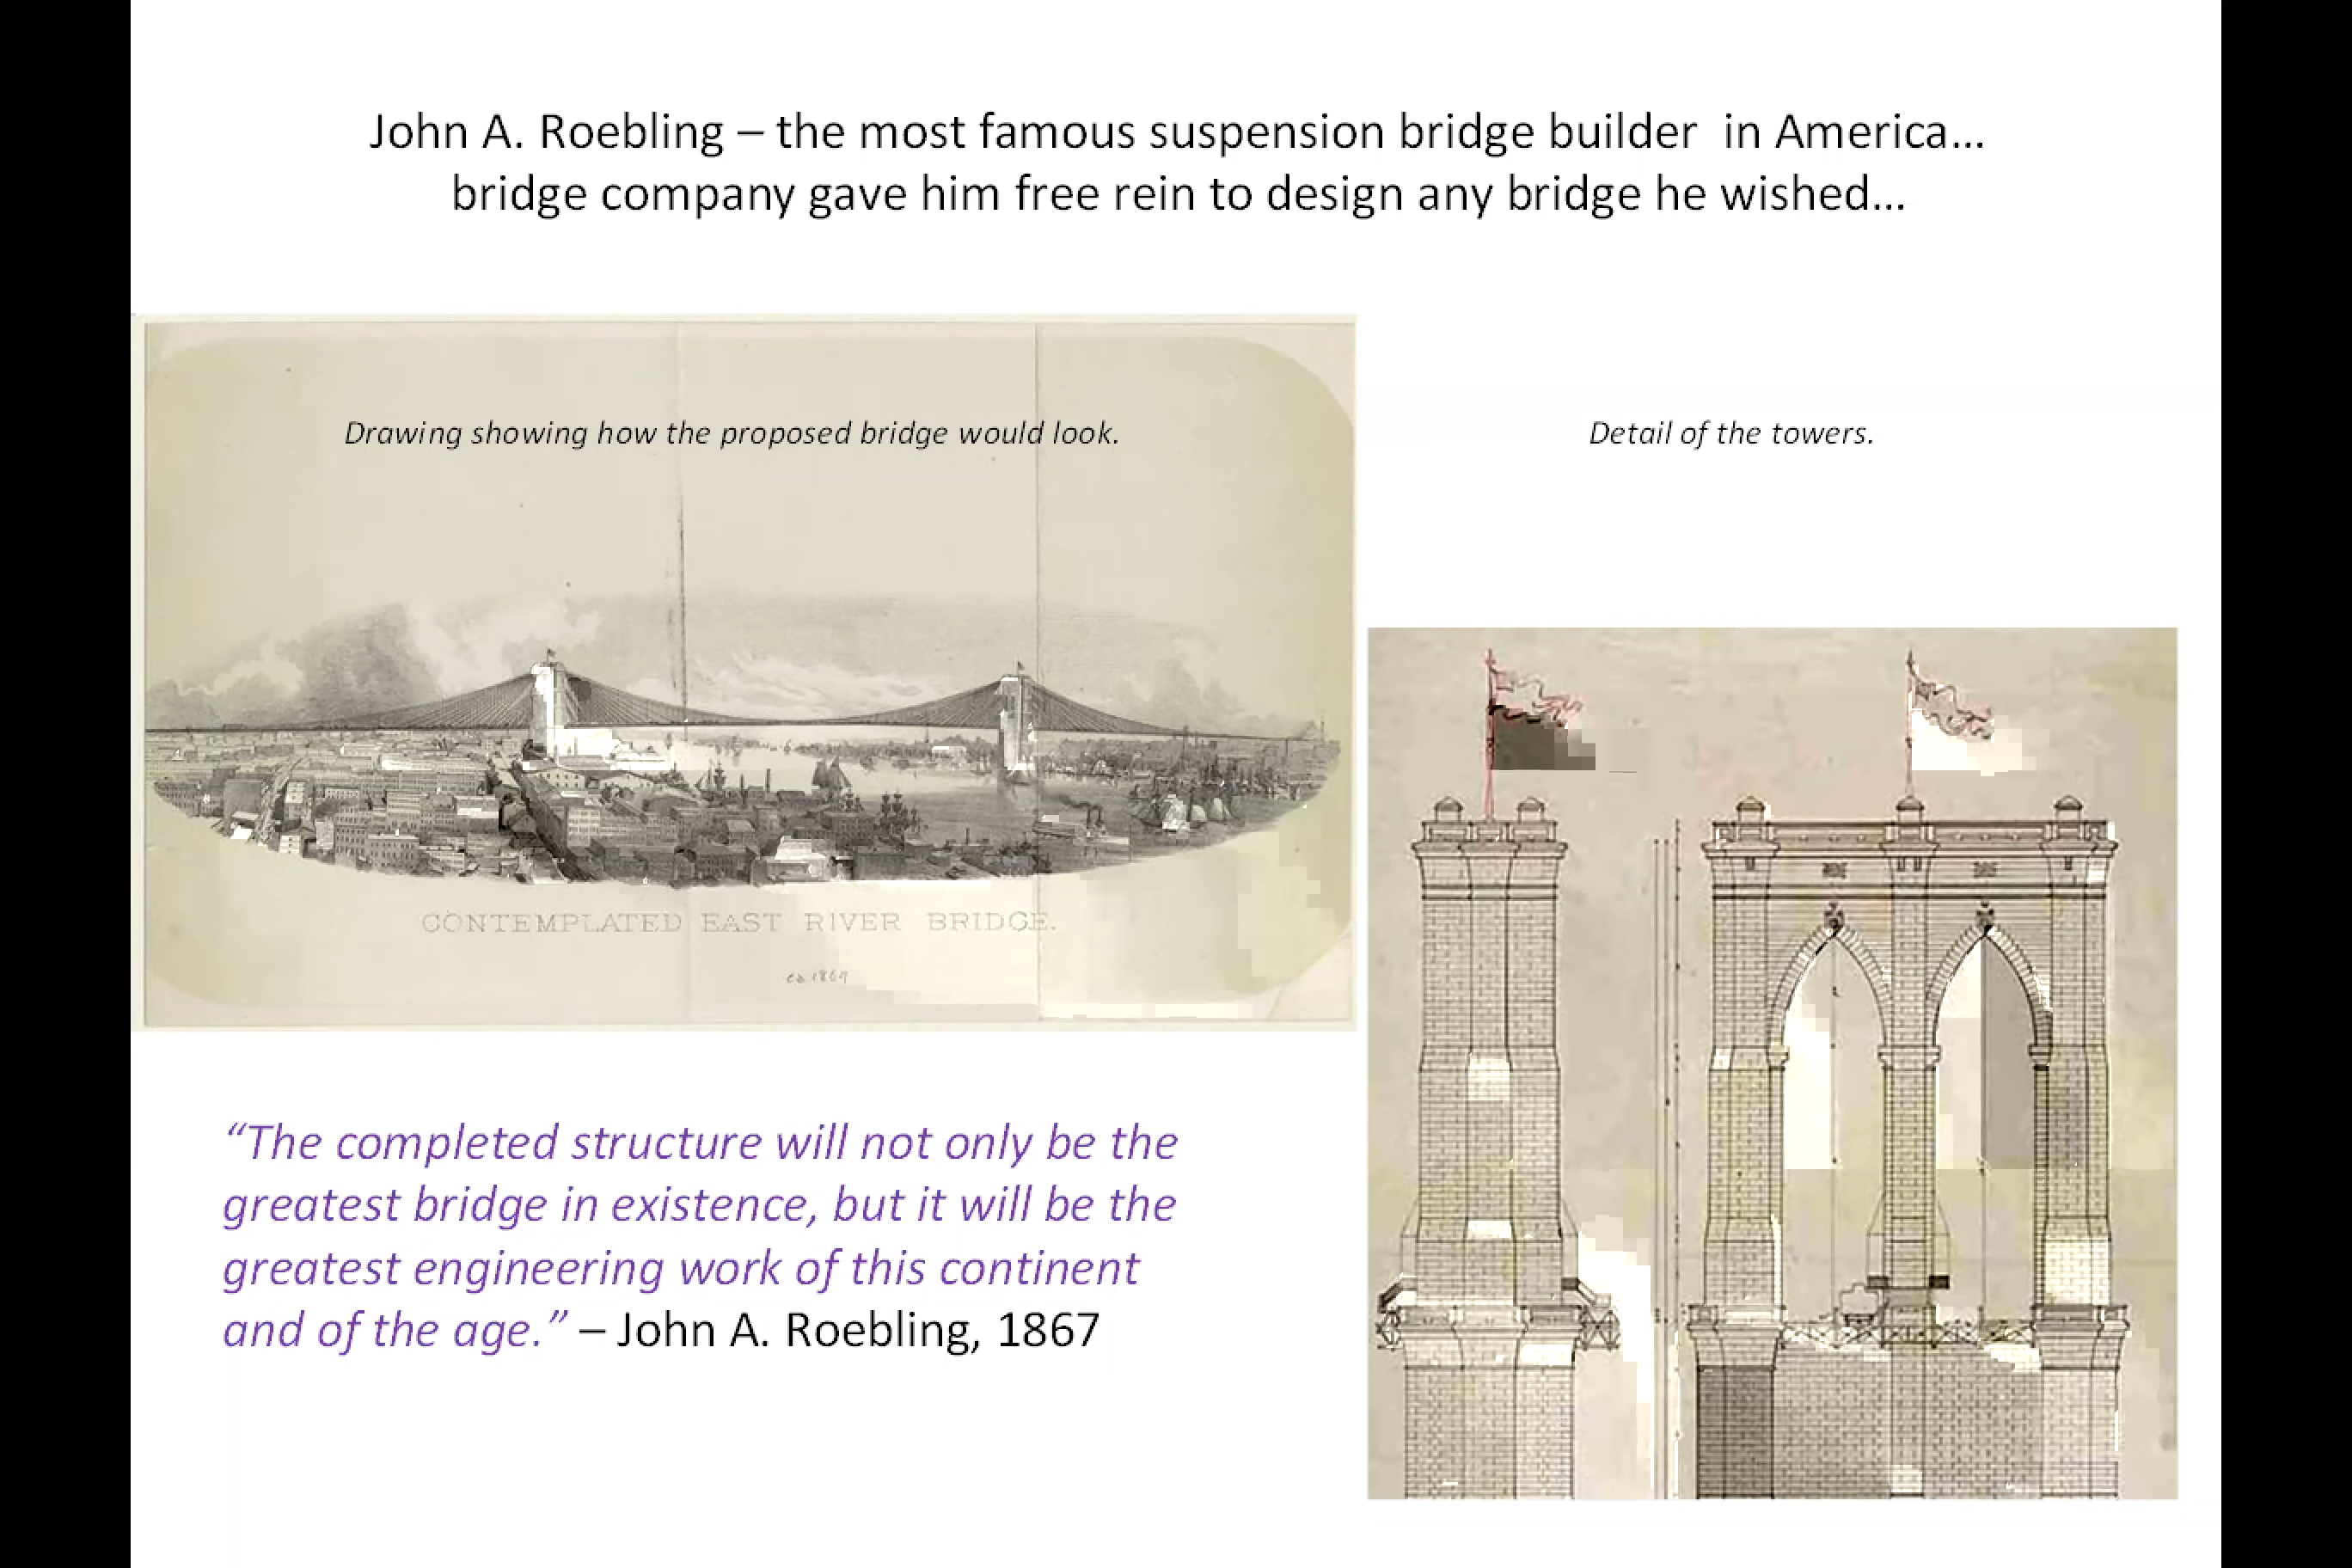 John A. Roebling – the most famous suspension bridge builder  in America…
bridge company gave him free rein to design any bridge he wished…
Drawing showing how the proposed bridge would look.
Detail of the towers.
CONTEMPLATED EAST RIVER BRIDGE.
ca 1869
“The completed structure will not only be the
greatest bridge in existence, but it will be the
greatest engineering work of this continent
and of the age.” – John A. Roebling, 1867